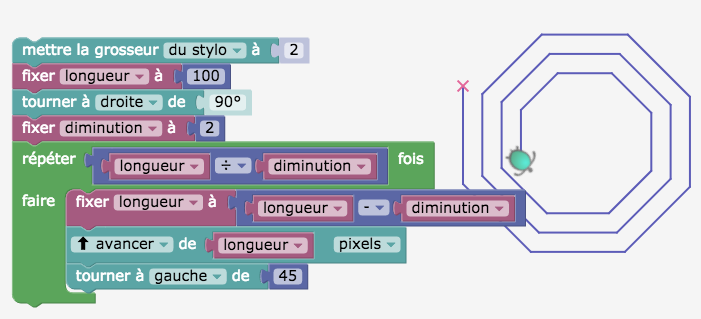 mettre la grosseur du stylo à 2
fixer longueur à 100
tourner à droite de 90°
fixer diminution à 2
répéter longueur ÷ diminution fois
faire fixer longueur à longueur - diminution
avancer de longueur pixels
tourner à gauche de 45